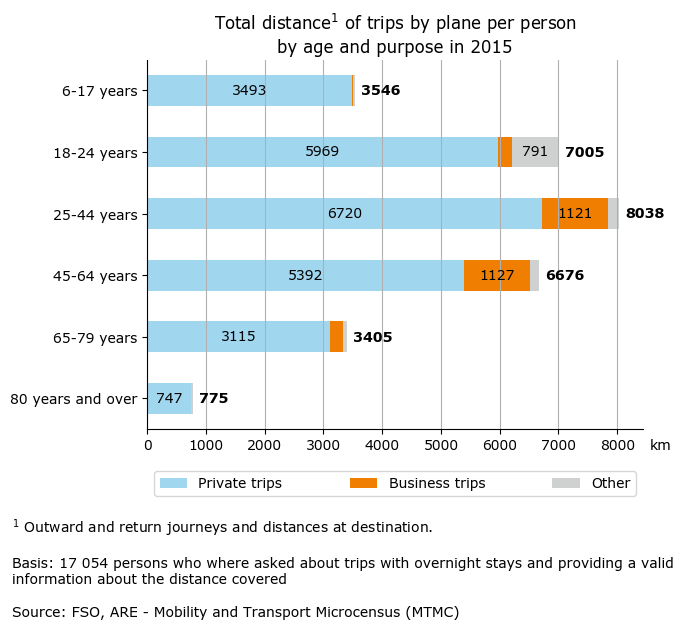 Total distance¹ of trips by plane per person
by age and purpose in 2015
6-17 years 3493 3546
18-24 years 5969 791 7005
25-44 years 6720 1121 8038
45-64 years 5392 1127 6676
65-79 years 3115 3405
80 years and over 747 775
0 1000 2000 3000 4000 5000 6000 7000 8000 km
Private trips Business trips Other
¹ Outward and return journeys and distances at destination.
Basis: 17 054 persons who where asked about trips with overnight stays and providing a valid
information about the distance covered
Source: FSO, ARE - Mobility and Transport Microcensus (MTMC)